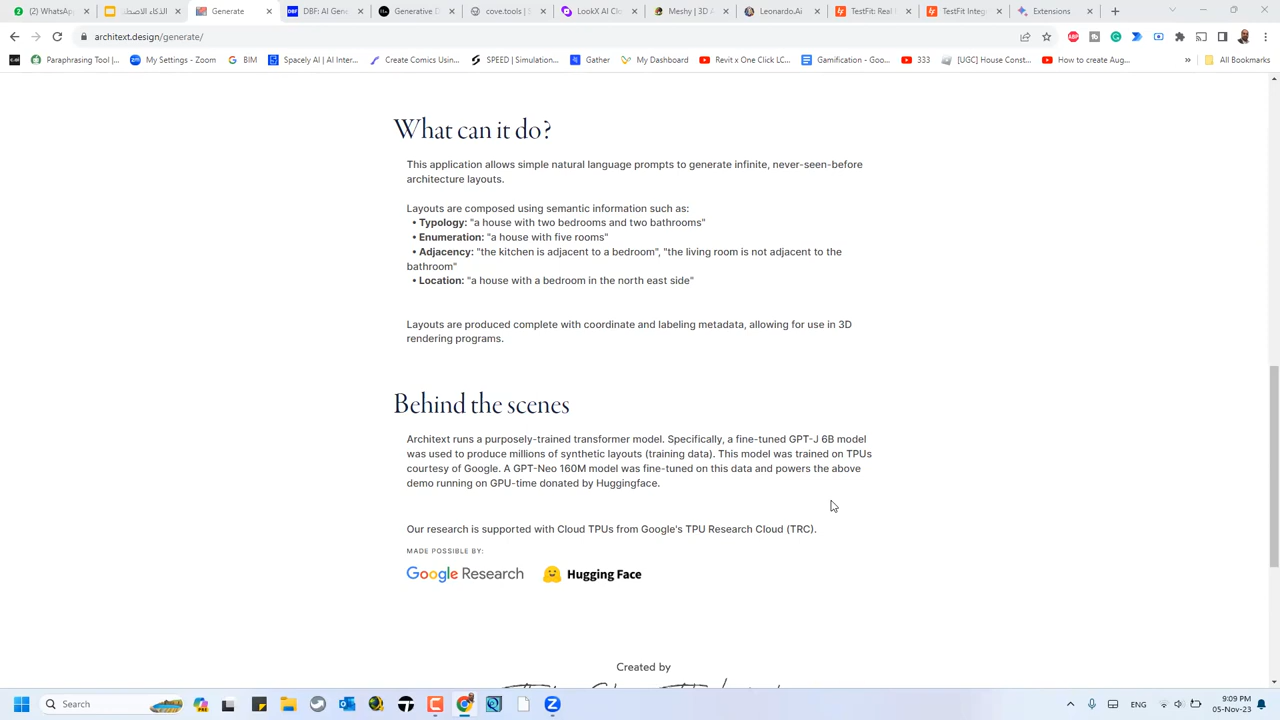 (2) WhatsApp
Generate
DBF: AI Gen
Generative D
cove.tools | S
LookX AI Clo
Meshy | 3D A
Leonardo.Ai
TestFit: Real
TestFit Integ
Extensions
architext.design/generate/
ABP
Paraphrasing Tool |...
My Settings - Zoom
BIM
Spacely AI | AI Inter...
Create Comics Usin...
SPEED | Simulation...
Gather
My Dashboard
Revit x One Click LC...
Gamification - Goo...
333
[UGC] House Const...
How to create Aug...
»
All Bookmarks
What can it do?
This application allows simple natural language prompts to generate infinite, never-seen-before
architecture layouts.
Layouts are composed using semantic information such as:
• Typology: "a house with two bedrooms and two bathrooms"
• Enumeration: "a house with five rooms"
• Adjacency: "the kitchen is adjacent to a bedroom", "the living room is not adjacent to the
bathroom"
• Location: "a house with a bedroom in the north east side"
Layouts are produced complete with coordinate and labeling metadata, allowing for use in 3D
rendering programs.
Behind the scenes
Architext runs a purposely-trained transformer model. Specifically, a fine-tuned GPT-J 6B model
was used to produce millions of synthetic layouts (training data). This model was trained on TPUs
courtesy of Google. A GPT-Neo 160M model was fine-tuned on this data and powers the above
demo running on GPU-time donated by Huggingface.
Our research is supported with Cloud TPUs from Google's TPU Research Cloud (TRC).
MADE POSSIBLE BY:
Google Research
Hugging Face
Created by
Search
ENG
9:09 PM
05-Nov-23